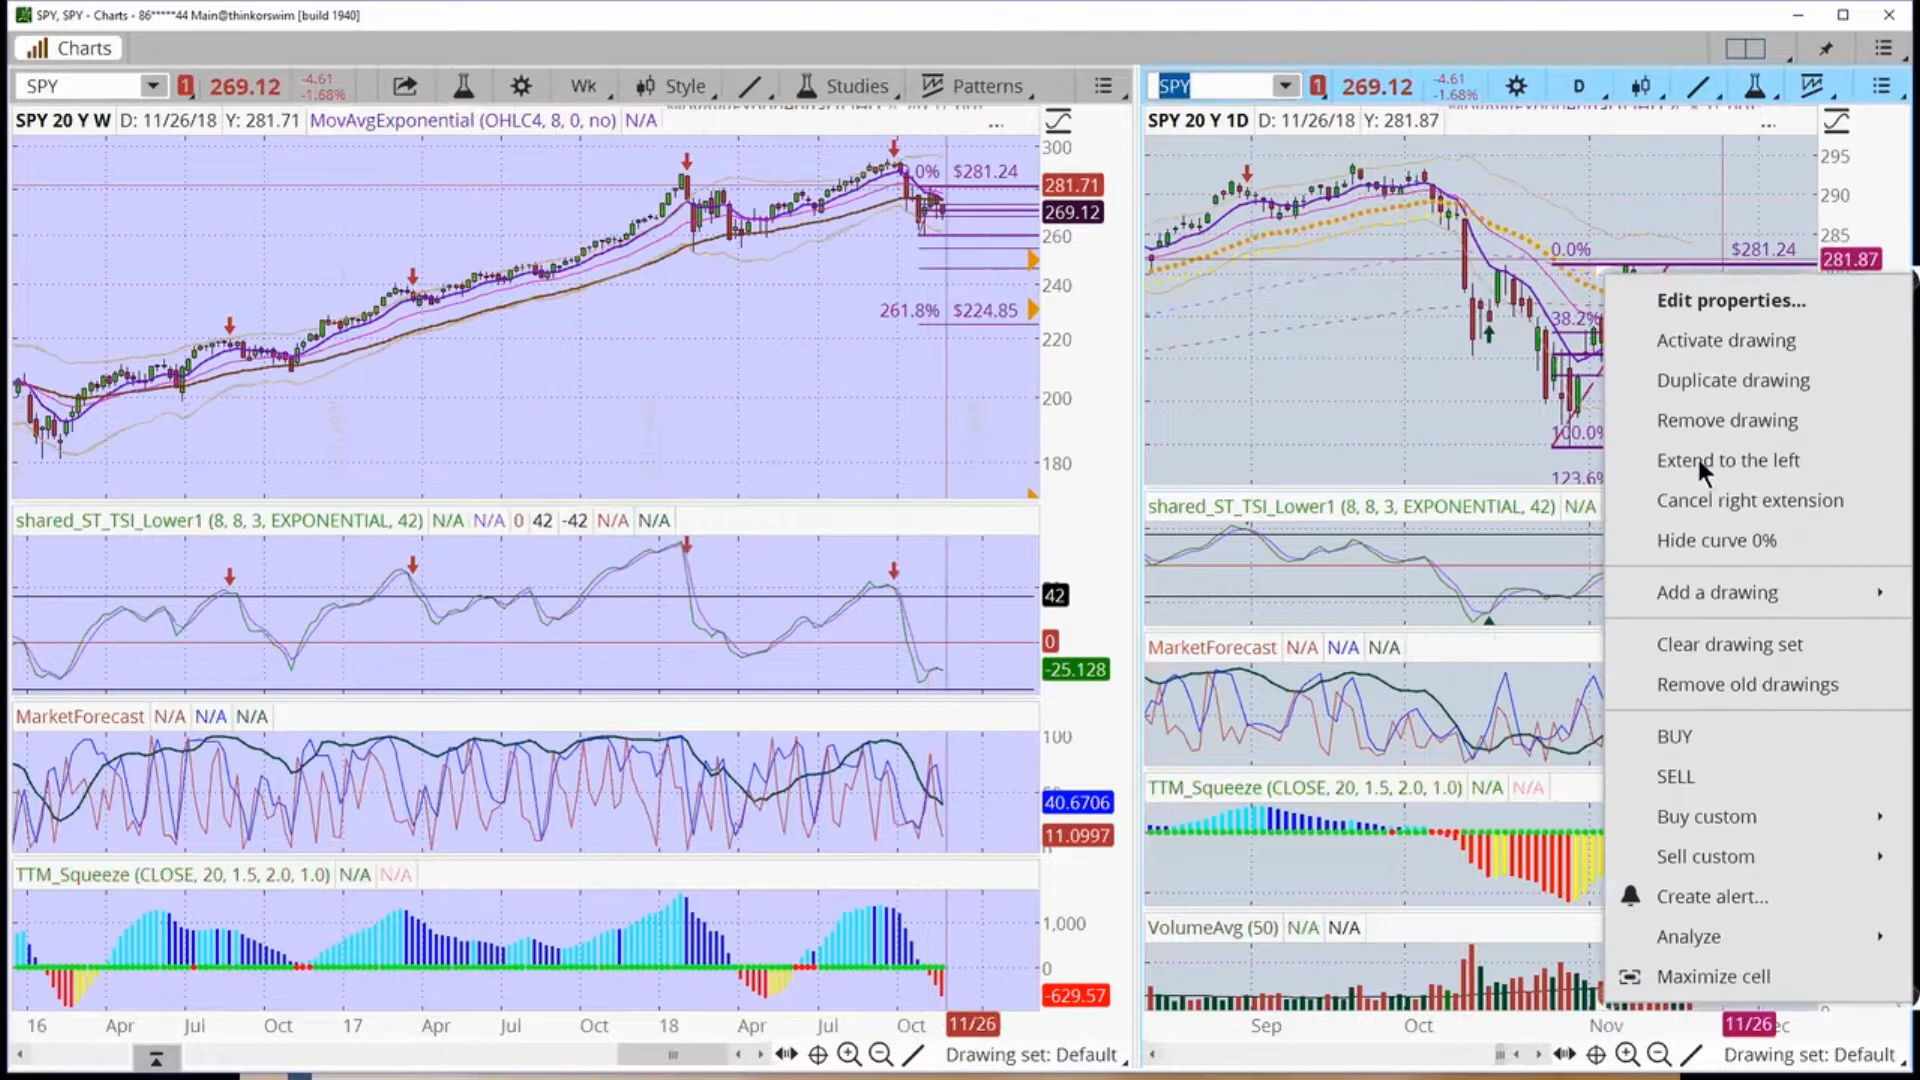 SPY, SPY - Charts - 86*****44 Main@thinkorswim [build 1940]
Charts
SPY 1 269.12 -4.61 -1.68% Wk Style Studies Patterns
SPY 20 Y W D: 11/26/18 Y: 281.71 MovAvgExponential (OHLC4, 8, 0, no) N/A ...
300
281.71
269.12
260
240
220
200
180
0.0% $281.24
261.8% $224.85
shared_ST_TSI_Lower1 (8, 8, 3, EXPONENTIAL, 42) N/A N/A 0 42 -42 N/A N/A
42
0
-25.128
MarketForecast N/A N/A N/A
100
40.6706
11.0997
TTM_Squeeze (CLOSE, 20, 1.5, 2.0, 1.0) N/A N/A
1,000
0
-629.57
16 Apr Jul Oct 17 Apr Jul Oct 18 Apr Jul Oct 11/26
Drawing set: Default
SPY 1 269.12 -4.61 -1.68% D
SPY 20 Y 1D D: 11/26/18 Y: 281.87 ...
295
290
285
281.87
0.0% $281.24
38.2%
100.0%
123.6%
shared_ST_TSI_Lower1 (8, 8, 3, EXPONENTIAL, 42) N/A
MarketForecast N/A N/A N/A
TTM_Squeeze (CLOSE, 20, 1.5, 2.0, 1.0) N/A N/A
VolumeAvg (50) N/A N/A
Sep Oct Nov 11/26 ec
Drawing set: Default
Edit properties...
Activate drawing
Duplicate drawing
Remove drawing
Extend to the left
Cancel right extension
Hide curve 0%
Add a drawing
Clear drawing set
Remove old drawings
BUY
SELL
Buy custom
Sell custom
Create alert...
Analyze
Maximize cell